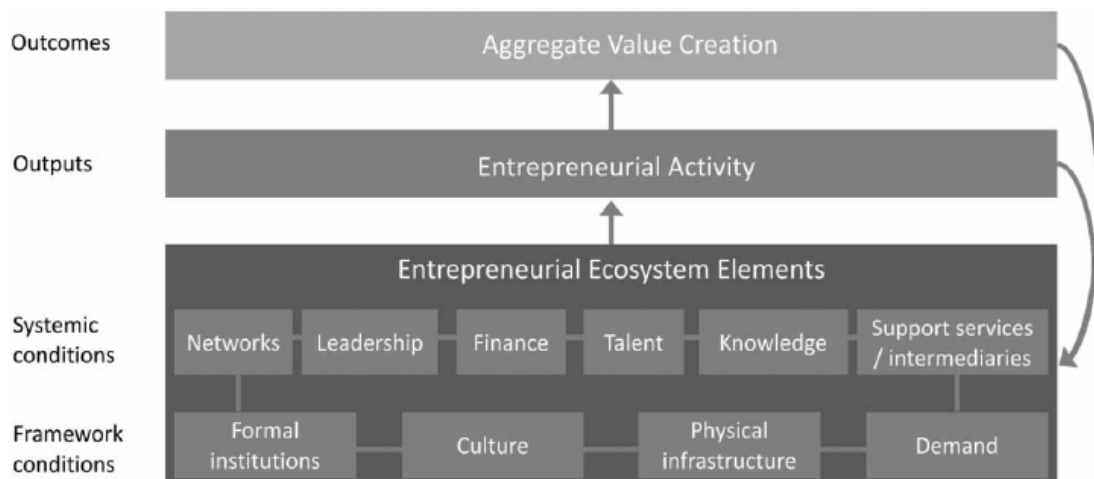 Outcomes
Aggregate Value Creation
Outputs
Entrepreneurial Activity
Entrepreneurial Ecosystem Elements
Systemic
conditions
Networks
Leadership
Finance
Talent
Knowledge
Support services
/ intermediaries
Framework
conditions
Formal
institutions
Culture
Physical
infrastructure
Demand